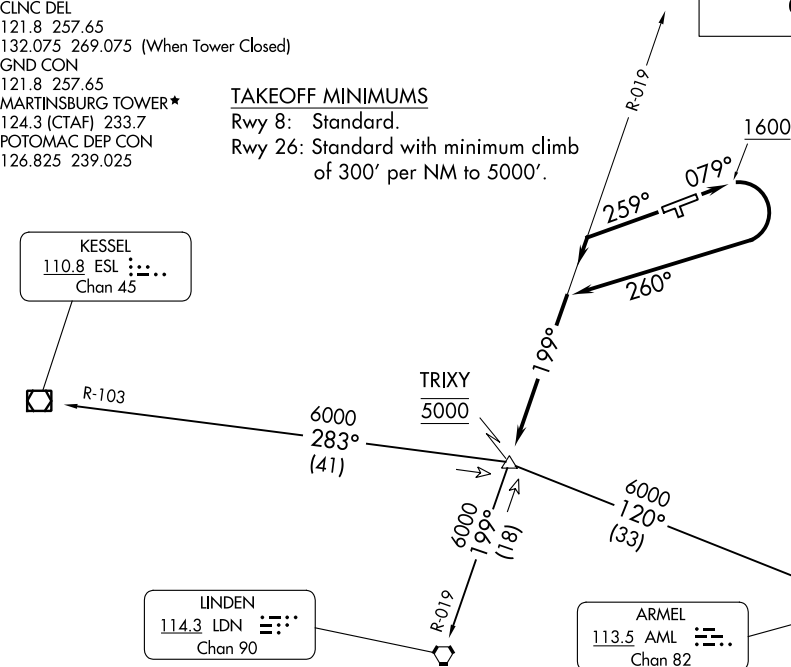 CLNC DEL
121.8 257.65
132.075 269.075 (When Tower Closed)
GND CON
121.8 257.65
MARTINSBURG TOWER★
124.3 (CTAF) 233.7
POTOMAC DEP CON
126.825 239.025
TAKEOFF MINIMUMS
Rwy 8: Standard.
Rwy 26: Standard with minimum climb
of 300' per NM to 5000'.
R-019
1600
079°
259°
260°
199°
KESSEL
110.8 ESL
Chan 45
R-103
6000
283°
(41)
TRIXY
5000
6000
199°
(18)
R-019
6000
120°
(33)
LINDEN
114.3 LDN
Chan 90
ARMEL
113.5 AML
Chan 82